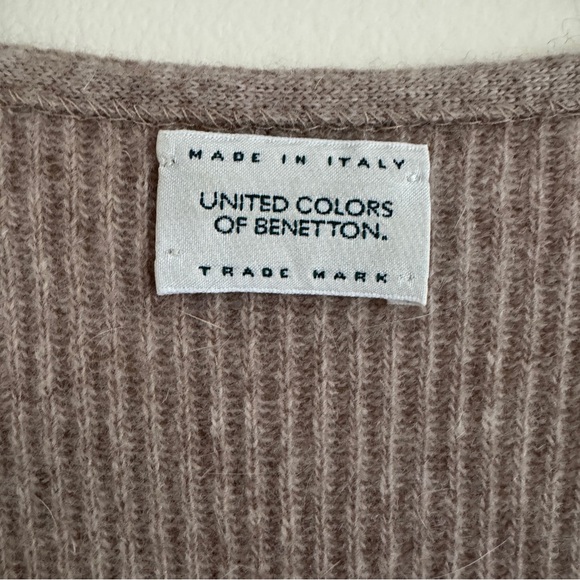 MADE IN ITALY
UNITED COLORS
OF BENETTON.
TRADE MARK